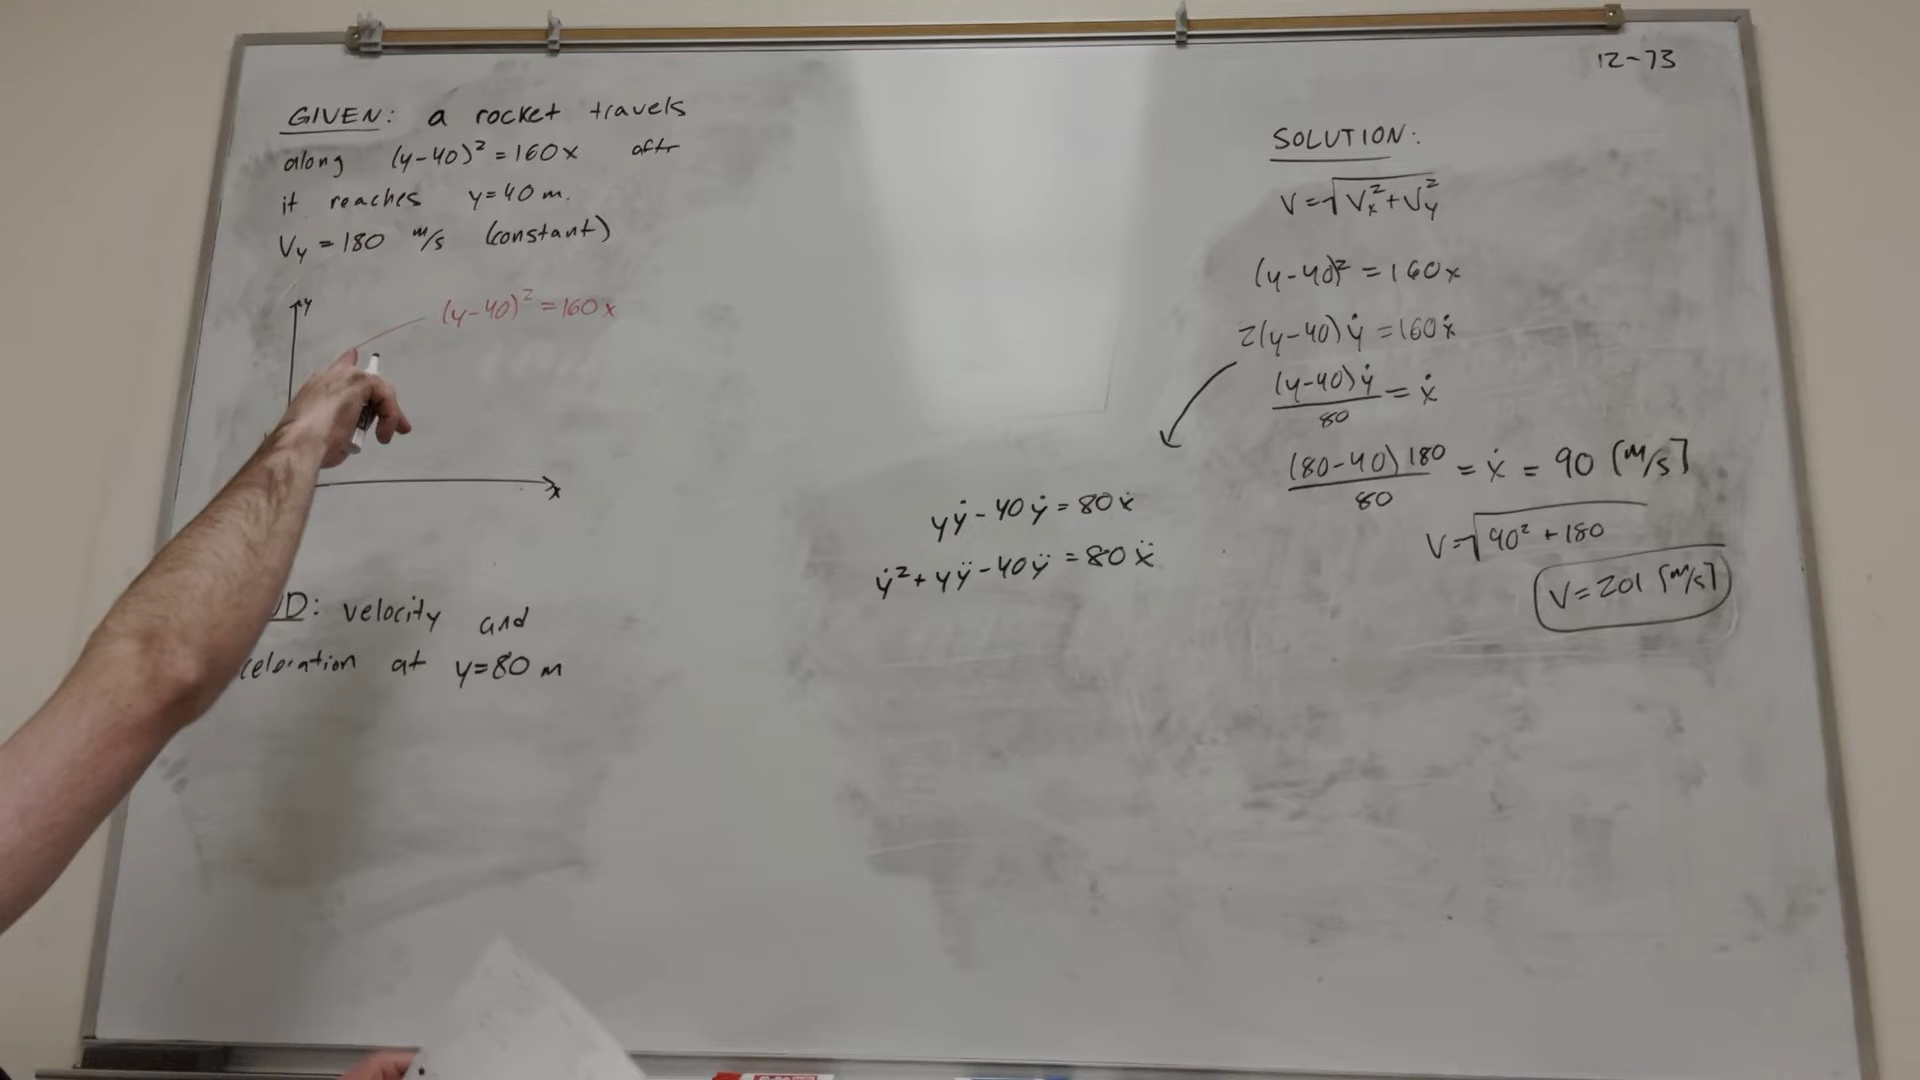 12-73
GIVEN: a rocket travels
along (y-40)² = 160x aftr
it reaches y=40 m.
Vy = 180 m/s (constant)
y
(y-40)² = 160x
x
D: velocity and
celeration at y=80 m
yẏ - 40ẏ = 80ẋ
ẏ² + yÿ - 40ÿ = 80ẍ
SOLUTION:
V = √Vx² + Vy²
(y-40)² = 160x
2(y-40)ẏ = 160ẋ
(y-40)ẏ / 80 = ẋ
(80-40)180 / 80 = ẋ = 90 [m/s]
V = √90² + 180
V = 201 [m/s]